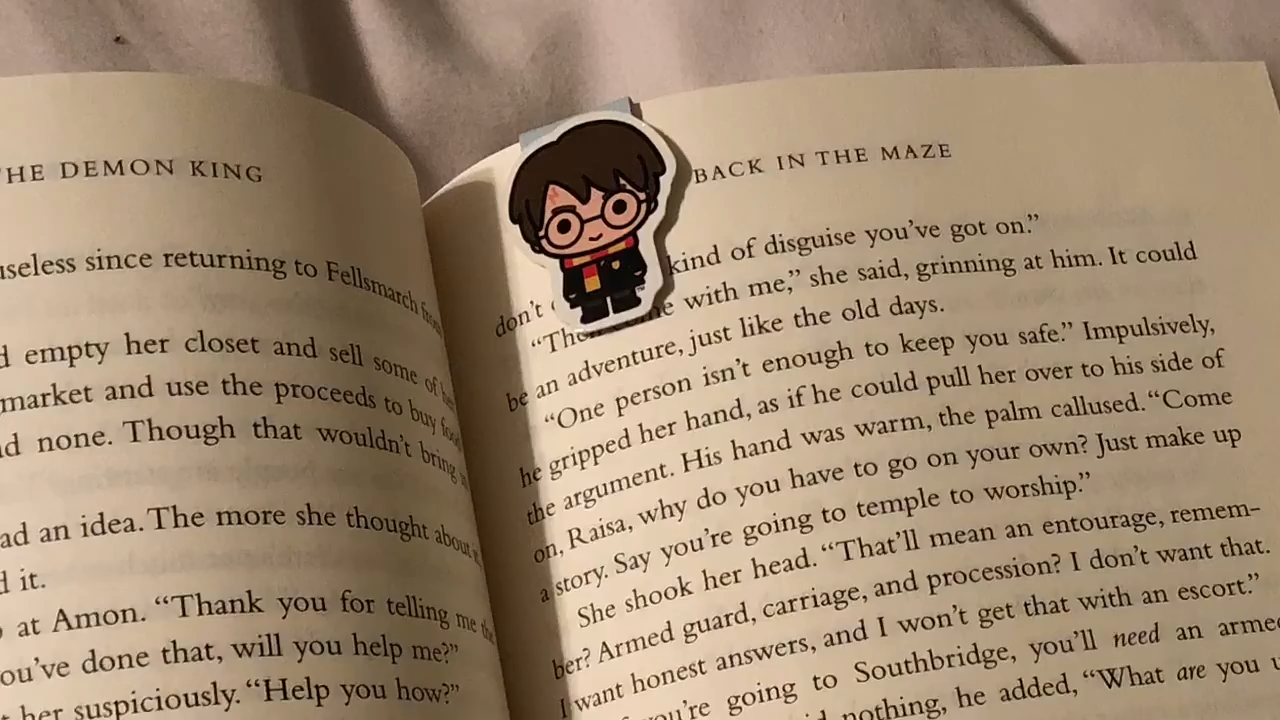 HE DEMON KING
useless since returning to Fellsmarch from
empty her closet and sell some of her
market and use the proceeds to buy food
none. Though that wouldn't bring
ad an idea. The more she thought about
it.
at Amon. “Thank you for telling me
ou've done that, will you help me?”
her suspiciously. “Help you how?”
BACK IN THE MAZE
don't kind of disguise you've got on.”
“Then come with me,” she said, grinning at him. It could
be an adventure, just like the old days.
“One person isn't enough to keep you safe.” Impulsively,
he gripped her hand, as if he could pull her over to his side of
the argument. His hand was warm, the palm callused. “Come
on, Raisa, why do you have to go on your own? Just make up
a story. Say you're going to temple to worship.”
She shook her head. “That'll mean an entourage, remem-
ber? Armed guard, carriage, and procession? I don't want that.
I want honest answers, and I won't get that with an escort.”
you're going to Southbridge, you'll need an armed
nothing, he added, “What are you